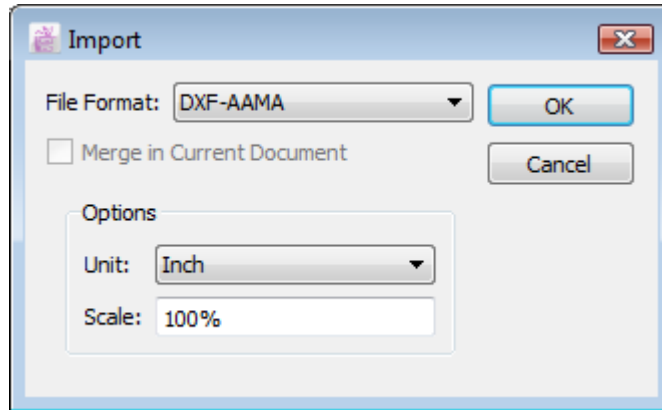 Import
File Format: DXF-AAMA
OK
Merge in Current Document
Cancel
Options
Unit: Inch
Scale: 100%